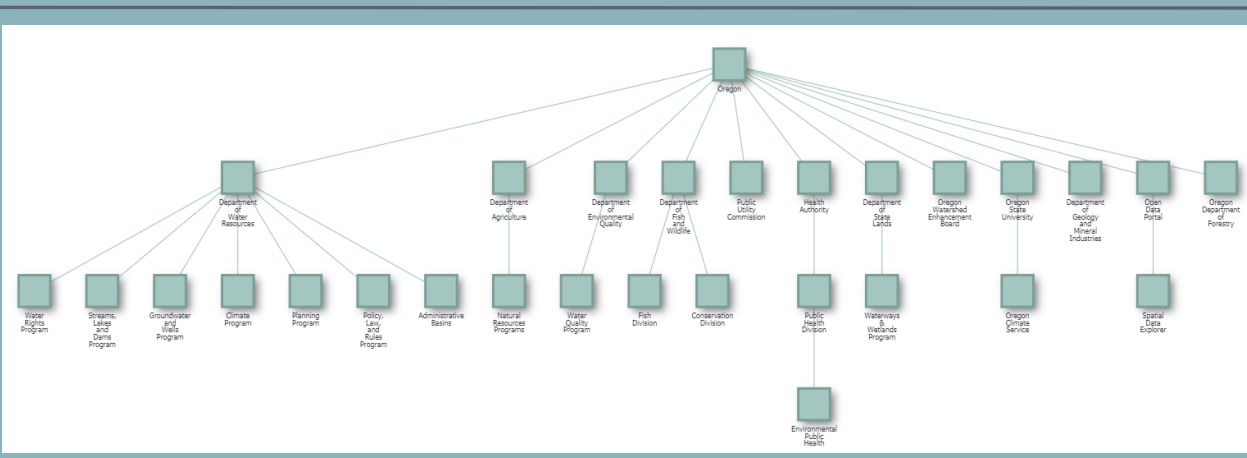 Oregon
Department
of
Water
Resources
Department
of
Agriculture
Department
of
Environmental
Quality
Department
of
Fish
and
Wildlife
Public
Utility
Commission
Health
Authority
Department
of
State
Lands
Oregon
Watershed
Enhancement
Board
Oregon
State
University
Department
of
Geology
and
Mineral
Industries
Open
Data
Portal
Oregon
Department
of
Forestry
Water
Rights
Program
Streams,
Lakes
and
Dams
Program
Groundwater
and
Wells
Program
Climate
Program
Planning
Program
Policy,
Law,
and
Rules
Program
Administrative
Basins
Natural
Resources
Programs
Water
Quality
Program
Fish
Division
Conservation
Division
Public
Health
Division
Waterways
&
Wetlands
Program
Oregon
Climate
Service
Spatial
Data
Explorer
Environmental
Public
Health